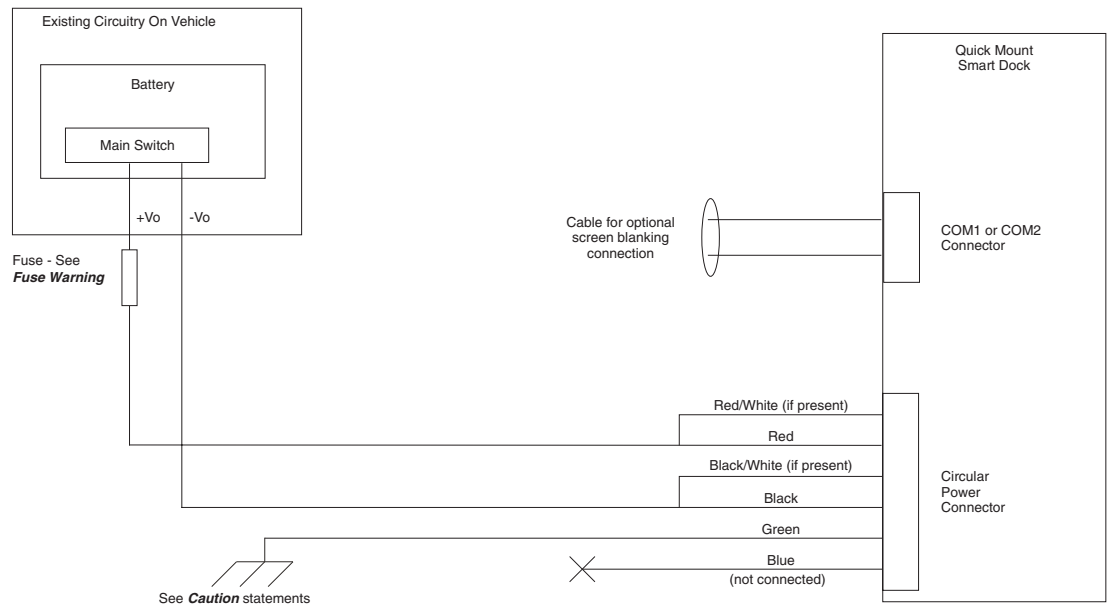 Existing Circuitry On Vehicle
Battery
Main Switch
+Vo
-Vo
Fuse - See
Fuse Warning
Quick Mount
Smart Dock
Cable for optional
screen blanking
connection
COM1 or COM2
Connector
Red/White (if present)
Red
Black/White (if present)
Black
Green
Blue
(not connected)
Circular
Power
Connector
See Caution statements